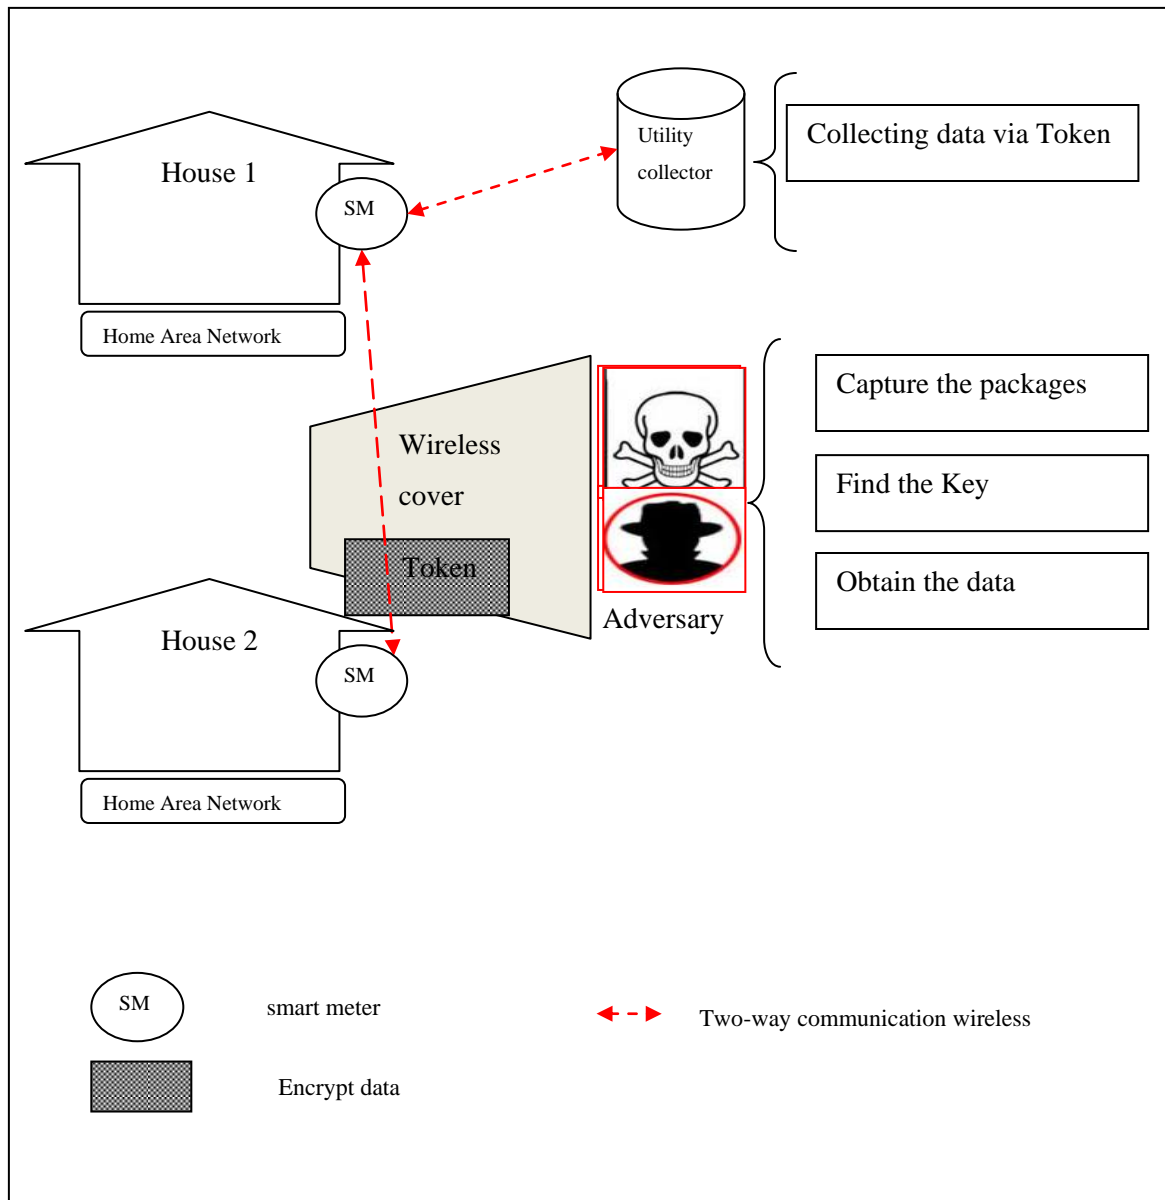 House 1
SM
Utility
collector
Collecting data via Token
Home Area Network
Wireless
cover
Token
Adversary
Capture the packages
Find the Key
Obtain the data
House 2
SM
Home Area Network
SM
smart meter
Two-way communication wireless
Encrypt data